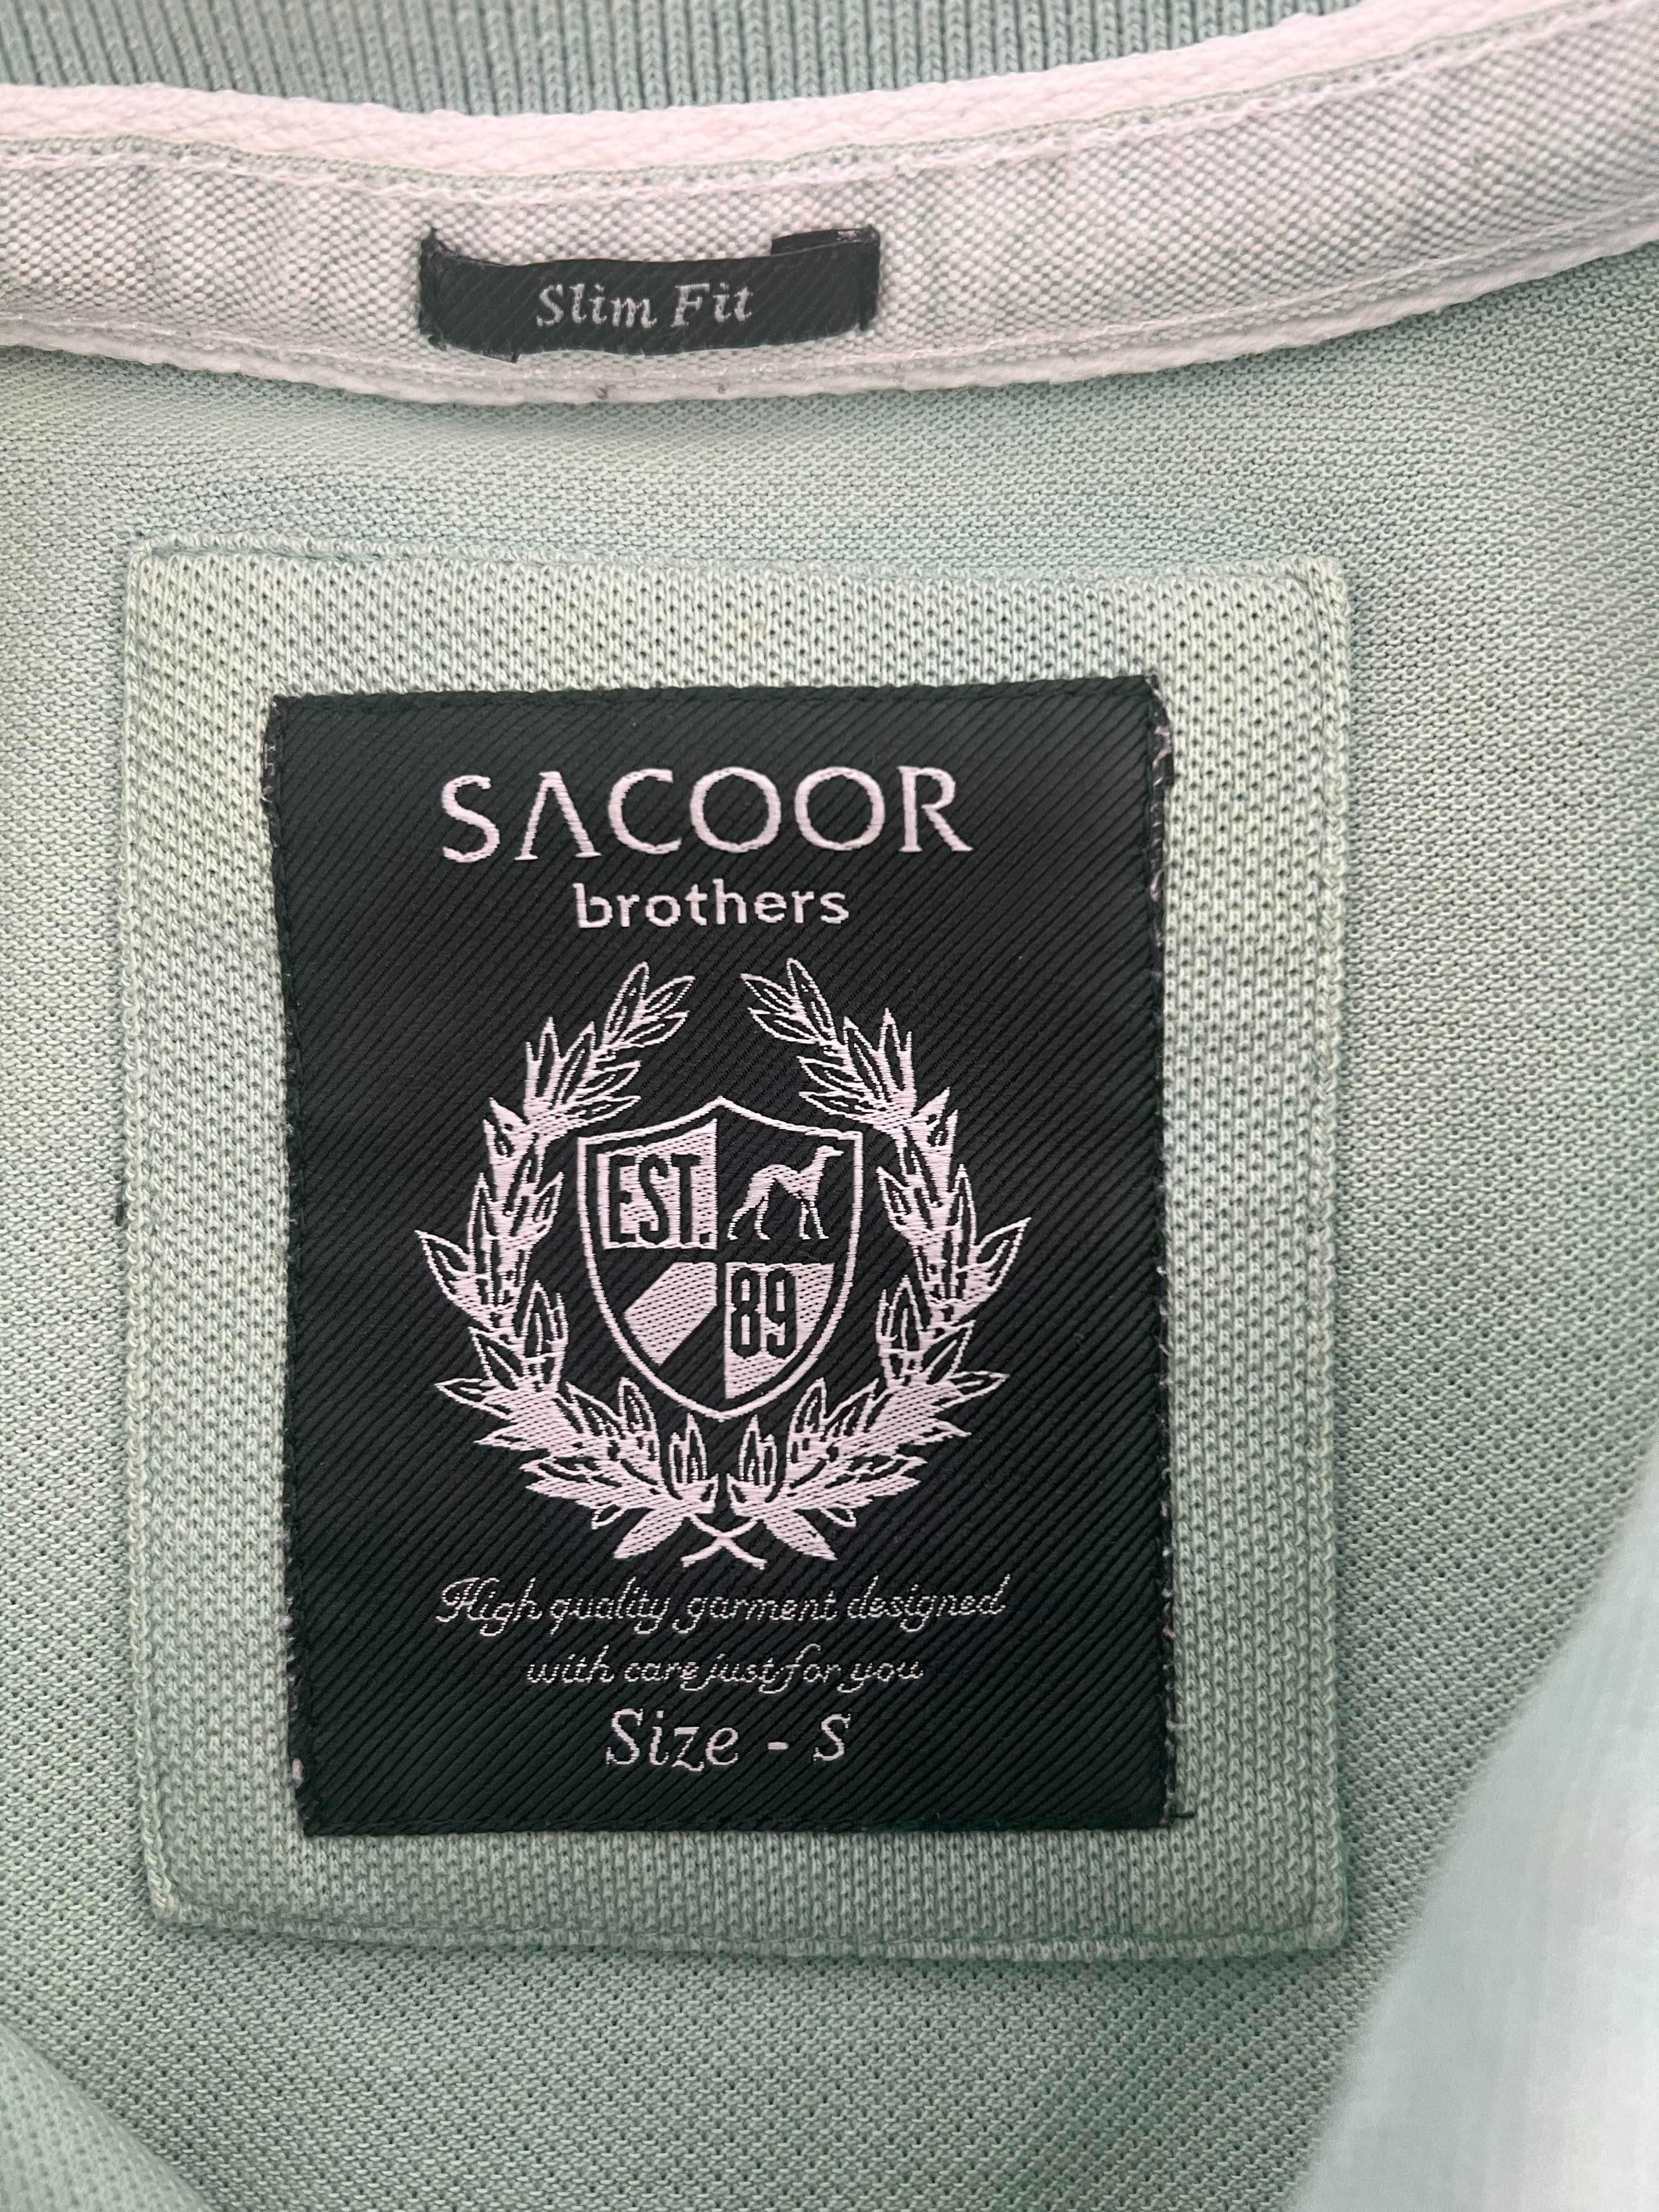 Slim Fit
SACOOR
brothers
EST.
89
High quality garment designed
with care just for you
Size - S